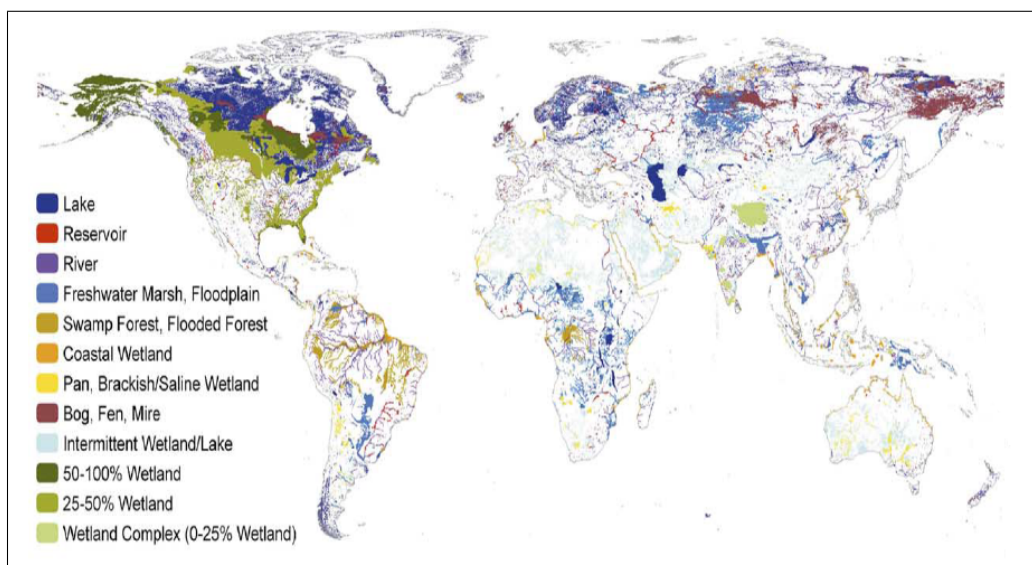 Lake
Reservoir
River
Freshwater Marsh, Floodplain
Swamp Forest, Flooded Forest
Coastal Wetland
Pan, Brackish/Saline Wetland
Bog, Fen, Mire
Intermittent Wetland/Lake
50-100% Wetland
25-50% Wetland
Wetland Complex (0-25% Wetland)